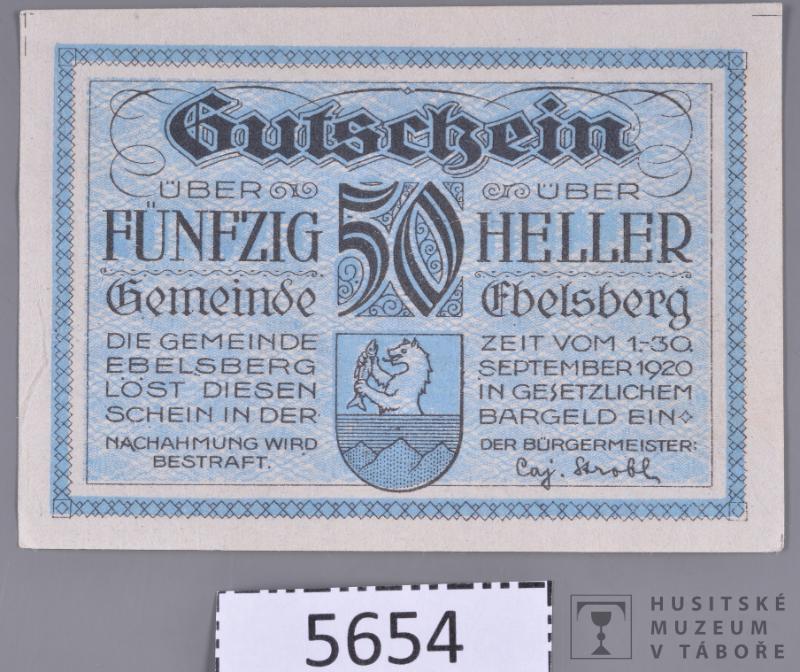 Gutschein
ÜBER 50 ÜBER
FÜNFZIG HELLER
Gemeinde Ebelsberg
DIE GEMEINDE
EBELSBERG
LÖST DIESEN
SCHEIN IN DER
ZEIT VOM 1.-30.
SEPTEMBER 1920
IN GESETZLICHEM
BARGELD EIN
NACHAHMUNG WIRD
BESTRAFT.
DER BÜRGERMEISTER:
Caj. Strobl
5654
HUSITSKÉ
MUZEUM
V TÁBOŘE